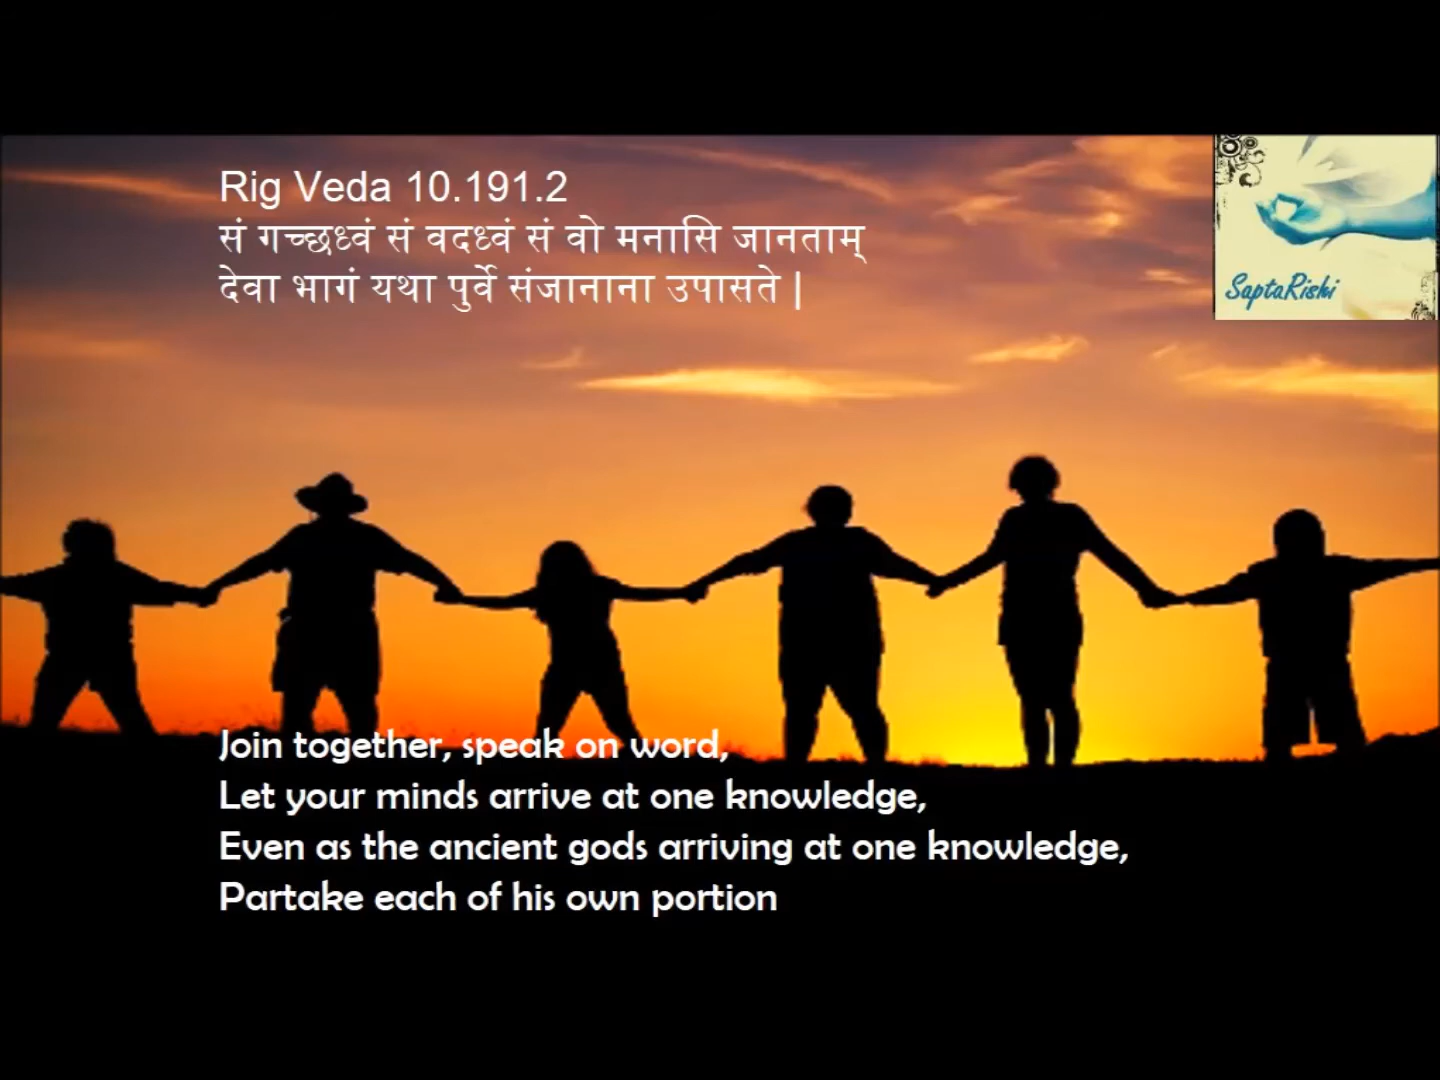 Rig Veda 10.191.2
सं गच्छध्वं सं वदध्वं सं वो मनासि जानताम्
देवा भागं यथा पुर्वे संजानाना उपासते |
SaptaRishi
Join together, speak on word,
Let your minds arrive at one knowledge,
Even as the ancient gods arriving at one knowledge,
Partake each of his own portion